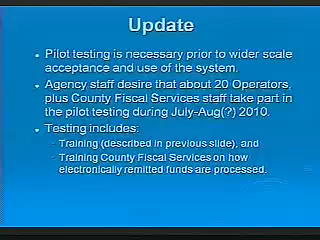 Update
Pilot testing is necessary prior to wider scale
acceptance and use of the system.
Agency staff desire that about 20 Operators,
plus County Fiscal Services staff take part in
the pilot testing during July-Aug(?) 2010.
Testing includes:
- Training (described in previous slide), and
- Training County Fiscal Services on how
electronically remitted funds are processed.